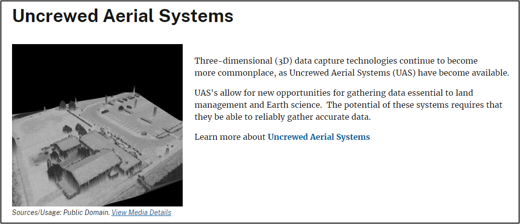 Uncrewed Aerial Systems
Three-dimensional (3D) data capture technologies continue to become
more commonplace, as Uncrewed Aerial Systems (UAS) have become available.
UAS's allow for new opportunities for gathering data essential to land
management and Earth science.  The potential of these systems requires that
they be able to reliably gather accurate data.
Learn more about Uncrewed Aerial Systems
Sources/Usage: Public Domain. View Media Details